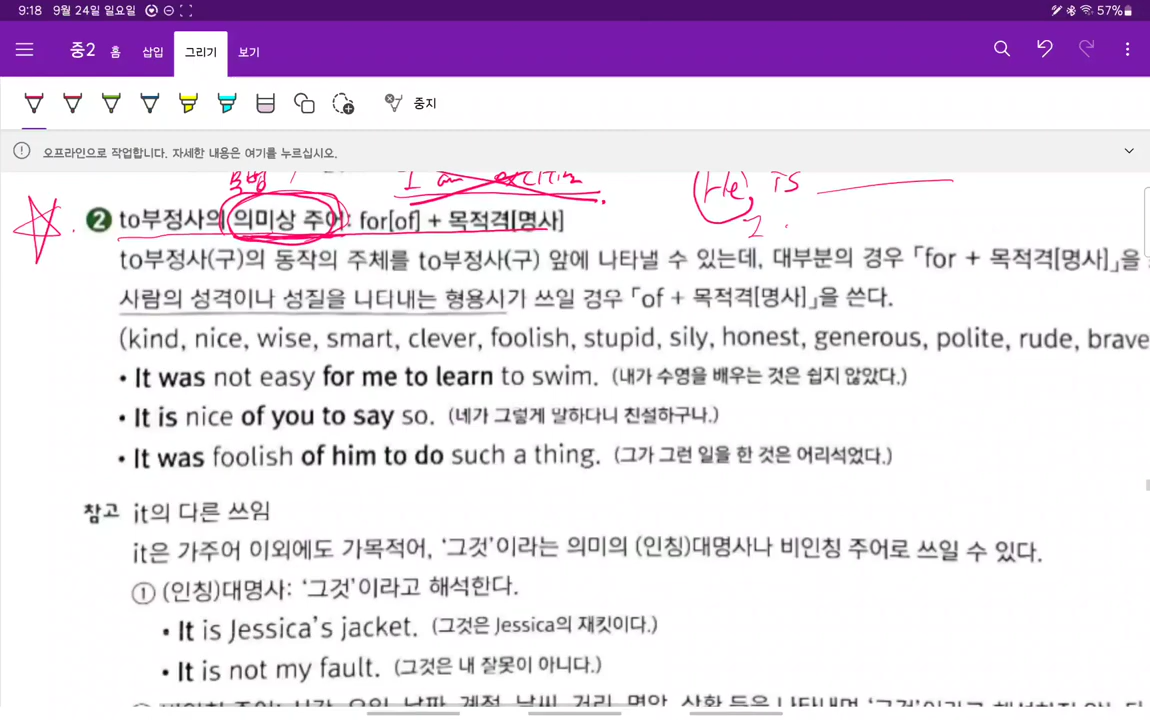 9:18 9월 24일 일요일 57%
중2 홈 삽입 그리기 보기
중지
오프라인으로 작업합니다. 자세한 내용은 여기를 누르십시오.
I am
(He) is
2
❷ to부정사의 의미상 주어: for[of] + 목적격[명사]
to부정사(구)의 동작의 주체를 to부정사(구) 앞에 나타낼 수 있는데, 대부분의 경우 「for + 목적격[명사]」을
사람의 성격이나 성질을 나타내는 형용사가 쓰일 경우 「of + 목적격[명사]」을 쓴다.
(kind, nice, wise, smart, clever, foolish, stupid, sily, honest, generous, polite, rude, brave
• It was not easy for me to learn to swim. (내가 수영을 배우는 것은 쉽지 않았다.)
• It is nice of you to say so. (네가 그렇게 말하다니 친설하구나.)
• It was foolish of him to do such a thing. (그가 그런 일을 한 것은 어리석었다.)
참고 it의 다른 쓰임
it은 가주어 이외에도 가목적어, ‘그것’이라는 의미의 (인칭)대명사나 비인칭 주어로 쓰일 수 있다.
① (인칭)대명사: ‘그것’이라고 해석한다.
• It is Jessica’s jacket. (그것은 Jessica의 재킷이다.)
• It is not my fault. (그것은 내 잘못이 아니다.)